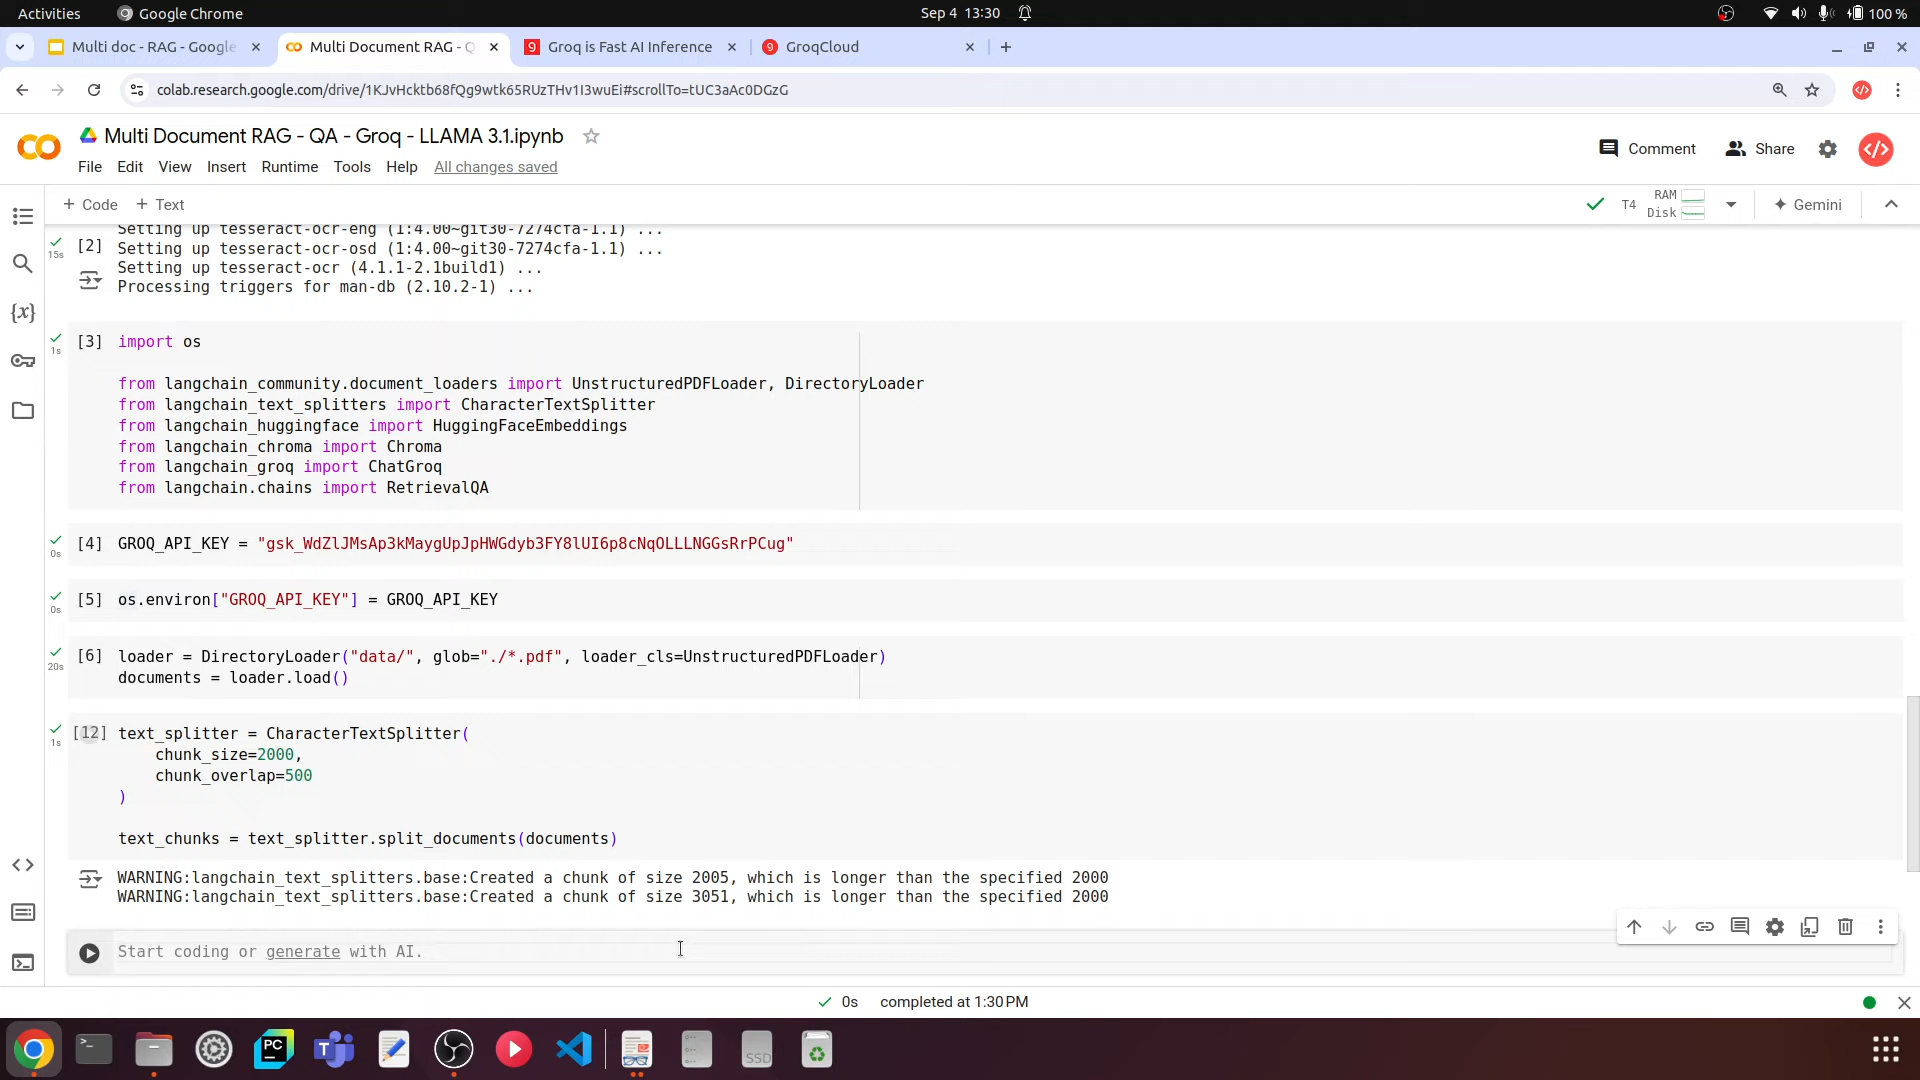 Activities
Google Chrome
Sep 4 13:30
100 %
Multi doc - RAG - Google
Multi Document RAG - Q
Groq is Fast AI Inference
GroqCloud
colab.research.google.com/drive/1KJvHcktb68fQg9wtk65RUzTHv1I3wuEi#scrollTo=tUC3aAc0DGzG
Multi Document RAG - QA - Groq - LLAMA 3.1.ipynb
Comment
Share
File Edit View Insert Runtime Tools Help All changes saved
+ Code + Text
T4
RAM
Disk
Gemini
Setting up tesseract-ocr-eng (1:4.00~git30-7274cfa-1.1) ...
[2] Setting up tesseract-ocr-osd (1:4.00~git30-7274cfa-1.1) ...
15s
Setting up tesseract-ocr (4.1.1-2.1build1) ...
Processing triggers for man-db (2.10.2-1) ...
[3] import os
1s
from langchain_community.document_loaders import UnstructuredPDFLoader, DirectoryLoader
from langchain_text_splitters import CharacterTextSplitter
from langchain_huggingface import HuggingFaceEmbeddings
from langchain_chroma import Chroma
from langchain_groq import ChatGroq
from langchain.chains import RetrievalQA
[4] GROQ_API_KEY = "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"
0s
[5] os.environ["GROQ_API_KEY"] = GROQ_API_KEY
0s
[6] loader = DirectoryLoader("data/", glob="./*.pdf", loader_cls=UnstructuredPDFLoader)
20s
documents = loader.load()
[12] text_splitter = CharacterTextSplitter(
1s
chunk_size=2000,
chunk_overlap=500
)
text_chunks = text_splitter.split_documents(documents)
WARNING:langchain_text_splitters.base:Created a chunk of size 2005, which is longer than the specified 2000
WARNING:langchain_text_splitters.base:Created a chunk of size 3051, which is longer than the specified 2000
Start coding or generate with AI.
0s completed at 1:30 PM
PC
SSD